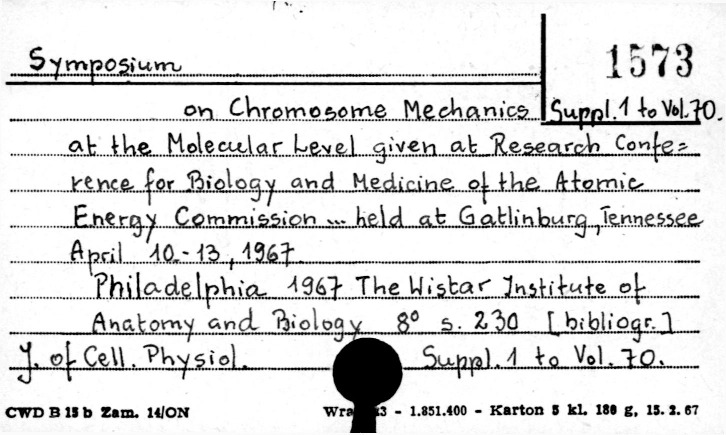 Symposium 1573
on Chromosome Mechanics Suppl. 1 to Vol. 70.
at the Molecular Level given at Research Confe=
rence for Biology and Medicine of the Atomic
Energy Commission ... held at Gatlinburg, Tennessee
April 10.-13, 1967
Philadelphia 1967 The Wistar Institute of
Anatomy and Biology 8° s. 230 [bibliogr.]
J. of Cell. Physiol. Suppl. 1 to Vol. 70.
CWD B 15 b Zam. 14/ON - 1.851.400 - Karton 5 kl. 180 g, 15. 2. 67